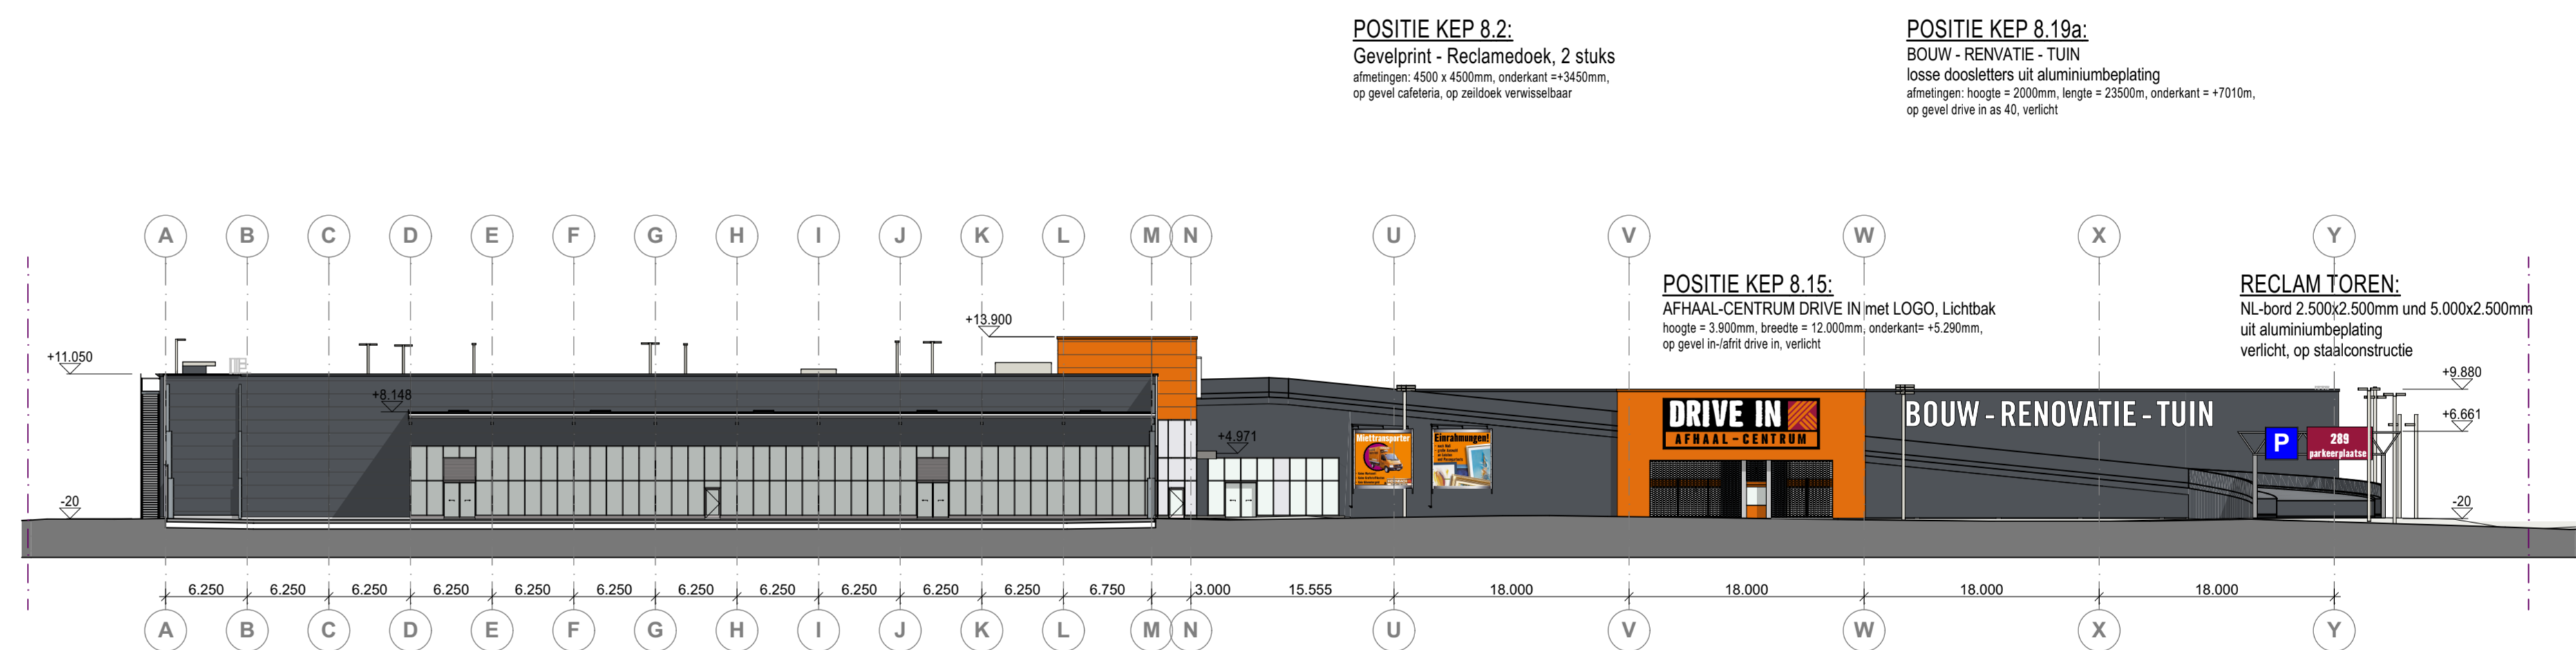 POSITIE KEP 8.2:
Gevelprint - Reclamedoek, 2 stuks
afmetingen: 4500 x 4500mm, onderkant =+3450mm,
op gevel cafeteria, op zeildoek verwisselbaar
POSITIE KEP 8.19a:
BOUW - RENVATIE - TUIN
losse doosletters uit aluminiumbeplating
afmetingen: hoogte = 2000mm, lengte = 23500m, onderkant = +7010m,
op gevel drive in as 40, verlicht
A B C D E F G H I J K L M N U V W X Y
POSITIE KEP 8.15:
AFHAAL-CENTRUM DRIVE IN met LOGO, Lichtbak
hoogte = 3.900mm, breedte = 12.000mm, onderkant= +5.290mm,
op gevel in-/afrit drive in, verlicht
RECLAM TOREN:
NL-bord 2.500x2.500mm und 5.000x2.500mm
uit aluminiumbeplating
verlicht, op staalconstructie
+13.900
+11.050
+9.880
+8.148
+6.661
+4.971
DRIVE IN
AFHAAL-CENTRUM
BOUW - RENOVATIE - TUIN
Miettransporter
Einrahmungen!
P
289
parkeerplaatse
-20
-20
6.250 6.250 6.250 6.250 6.250 6.250 6.250 6.250 6.250 6.250 6.250 6.750 3.000 15.555 18.000 18.000 18.000 18.000
A B C D E F G H I J K L M N U V W X Y